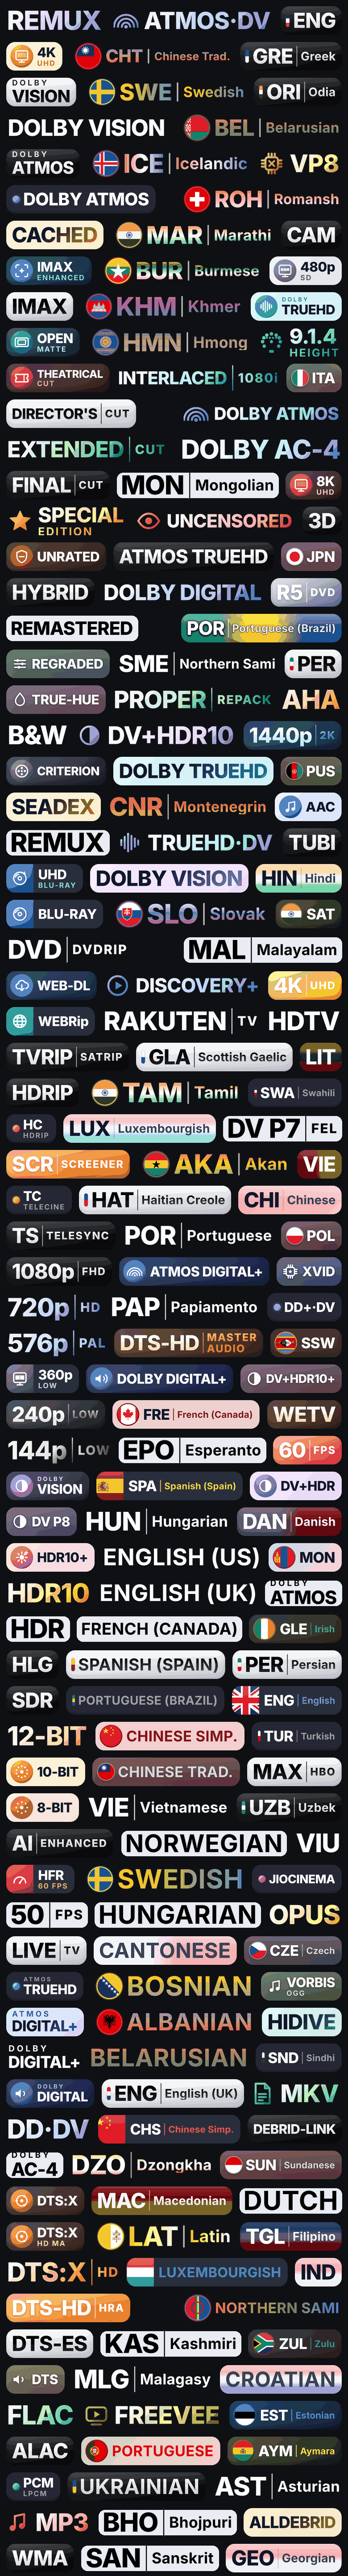 REMUX ATMOS·DV ENG
4K UHD CHT Chinese Trad. GRE Greek
DOLBY VISION SWE Swedish ORI Odia
DOLBY VISION BEL Belarusian
DOLBY ATMOS ICE Icelandic VP8
DOLBY ATMOS ROH Romansh
CACHED MAR Marathi CAM
IMAX ENHANCED BUR Burmese 480p SD
IMAX KHM Khmer DOLBY TRUEHD
OPEN MATTE HMN Hmong 9.1.4 HEIGHT
THEATRICAL CUT INTERLACED 1080i ITA
DIRECTOR'S CUT DOLBY ATMOS
EXTENDED CUT DOLBY AC-4
FINAL CUT MON Mongolian 8K UHD
SPECIAL EDITION UNCENSORED 3D
UNRATED ATMOS TRUEHD JPN
HYBRID DOLBY DIGITAL R5 DVD
REMASTERED POR Portuguese (Brazil)
REGRADED SME Northern Sami PER
TRUE-HUE PROPER REPACK AHA
B&W DV+HDR10 1440p 2K
CRITERION DOLBY TRUEHD PUS
SEADEX CNR Montenegrin AAC
REMUX TRUEHD·DV TUBI
UHD BLU-RAY DOLBY VISION HIN Hindi
BLU-RAY SLO Slovak SAT
DVD DVDRIP MAL Malayalam
WEB-DL DISCOVERY+ 4K UHD
WEBRip RAKUTEN TV HDTV
TVRIP SATRIP GLA Scottish Gaelic LIT
HDRIP TAM Tamil SWA Swahili
HC HDRIP LUX Luxembourgish DV P7 FEL
SCR SCREENER AKA Akan VIE
TC TELECINE HAT Haitian Creole CHI Chinese
TS TELESYNC POR Portuguese POL
1080p FHD ATMOS DIGITAL+ XVID
720p HD PAP Papiamento DD+·DV
576p PAL DTS-HD MASTER AUDIO SSW
360p LOW DOLBY DIGITAL+ DV+HDR10+
240p LOW FRE French (Canada) WETV
144p LOW EPO Esperanto 60 FPS
DOLBY VISION SPA Spanish (Spain) DV+HDR
DV P8 HUN Hungarian DAN Danish
HDR10+ ENGLISH (US) MON
HDR10 ENGLISH (UK) DOLBY ATMOS
HDR FRENCH (CANADA) GLE Irish
HLG SPANISH (SPAIN) PER Persian
SDR PORTUGUESE (BRAZIL) ENG English
12-BIT CHINESE SIMP. TUR Turkish
10-BIT CHINESE TRAD. MAX HBO
8-BIT VIE Vietnamese UZB Uzbek
AI ENHANCED NORWEGIAN VIU
HFR 60 FPS SWEDISH JIOCINEMA
50 FPS HUNGARIAN OPUS
LIVE TV CANTONESE CZE Czech
ATMOS TRUEHD BOSNIAN VORBIS OGG
ATMOS DIGITAL+ ALBANIAN HIDIVE
DOLBY DIGITAL+ BELARUSIAN SND Sindhi
DOLBY DIGITAL ENG English (UK) MKV
DD·DV CHS Chinese Simp. DEBRID-LINK
DOLBY AC-4 DZO Dzongkha SUN Sundanese
DTS:X MAC Macedonian DUTCH
DTS:X HD MA LAT Latin TGL Filipino
DTS:X HD LUXEMBOURGISH IND
DTS-HD HRA NORTHERN SAMI
DTS-ES KAS Kashmiri ZUL Zulu
DTS MLG Malagasy CROATIAN
FLAC FREEVEE EST Estonian
ALAC PORTUGUESE AYM Aymara
PCM LPCM UKRAINIAN AST Asturian
MP3 BHO Bhojpuri ALLDEBRID
WMA SAN Sanskrit GEO Georgian